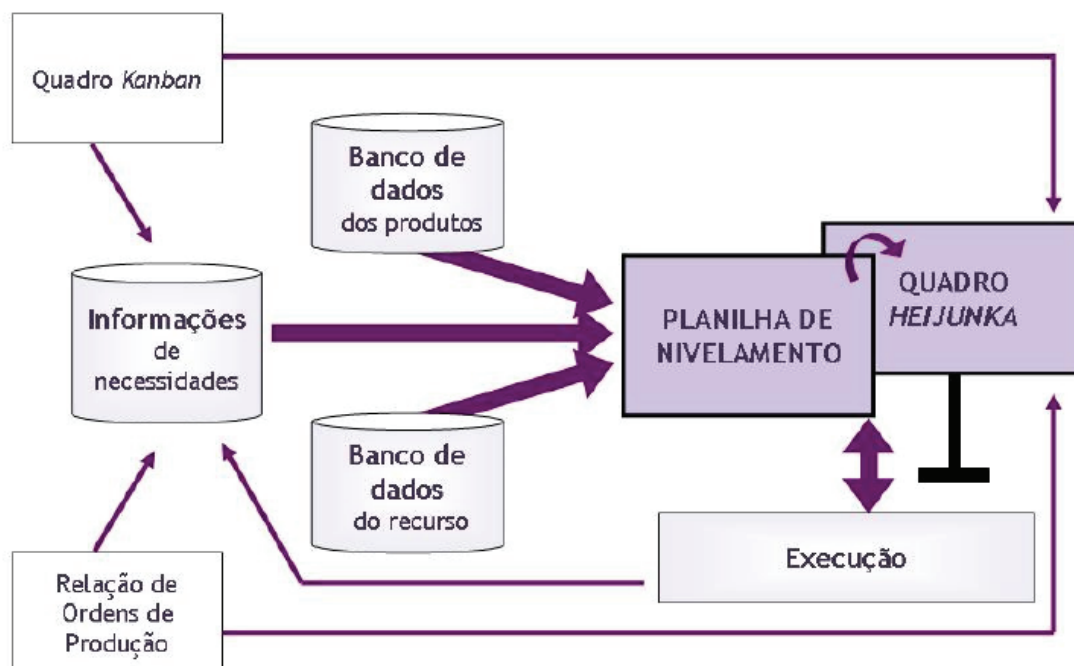 Quadro Kanban
Banco de
dados
dos produtos
Informações
de
necessidades
PLANILHA DE
NIVELAMENTO
QUADRO
HEIJUNKA
Banco de
dados
do recurso
Execução
Relação de
Ordens de
Produção